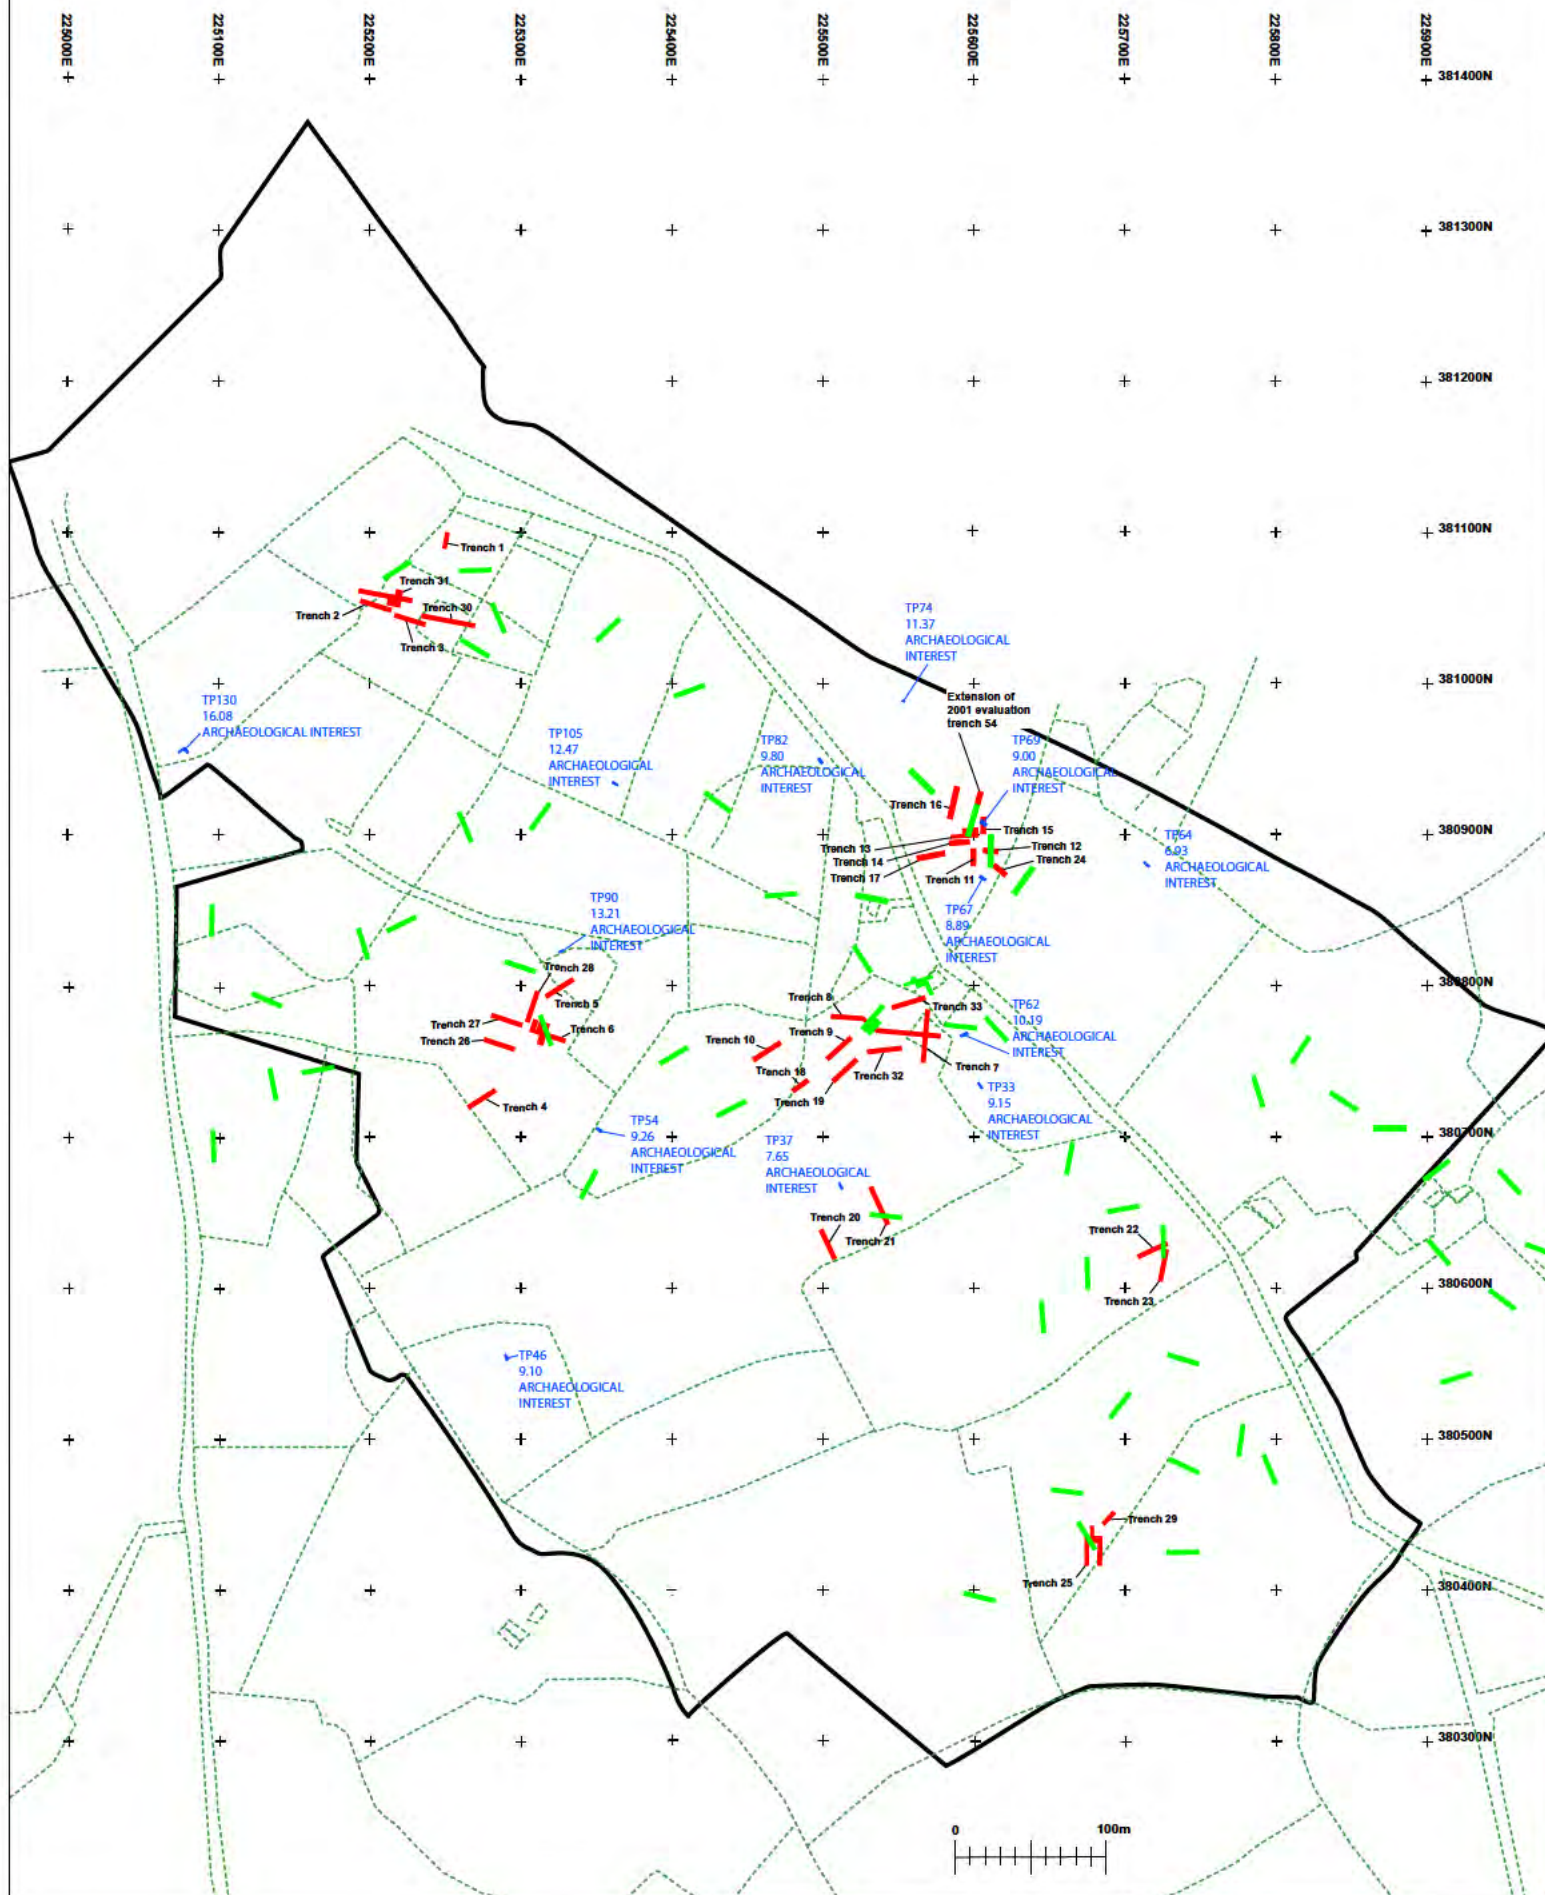 225000E
225100E
225200E
225300E
225400E
225500E
225600E
225700E
225800E
225900E
381400N
381300N
381200N
381100N
Trench 1
Trench 31
Trench 2
Trench 30
Trench 3
TP74
11.37
ARCHAEOLOGICAL
INTEREST
381000N
Extension of
2001 evaluation
trench 54
TP130
16.08
ARCHAEOLOGICAL INTEREST
TP105
12.47
ARCHAEOLOGICAL
INTEREST
TP82
9.80
ARCHAEOLOGICAL
INTEREST
TP69
9.00
ARCHAEOLOGICAL
INTEREST
Trench 16
Trench 15
Trench 13
Trench 12
Trench 14
Trench 24
Trench 17
Trench 11
TP64
6.93
ARCHAEOLOGICAL
INTEREST
380900N
TP90
13.21
ARCHAEOLOGICAL
INTEREST
TP67
8.89
ARCHAEOLOGICAL
INTEREST
Trench 28
Trench 5
Trench 27
Trench 6
Trench 26
Trench 4
Trench 8
Trench 33
Trench 9
Trench 10
Trench 18
Trench 32
Trench 7
Trench 19
380800N
TP62
10.19
ARCHAEOLOGICAL
INTEREST
TP33
9.15
ARCHAEOLOGICAL
INTEREST
TP54
9.26
ARCHAEOLOGICAL
INTEREST
TP37
7.65
ARCHAEOLOGICAL
INTEREST
380700N
Trench 20
Trench 21
Trench 22
Trench 23
380600N
TP46
9.10
ARCHAEOLOGICAL
INTEREST
380500N
Trench 29
Trench 25
380400N
380300N
0
100m